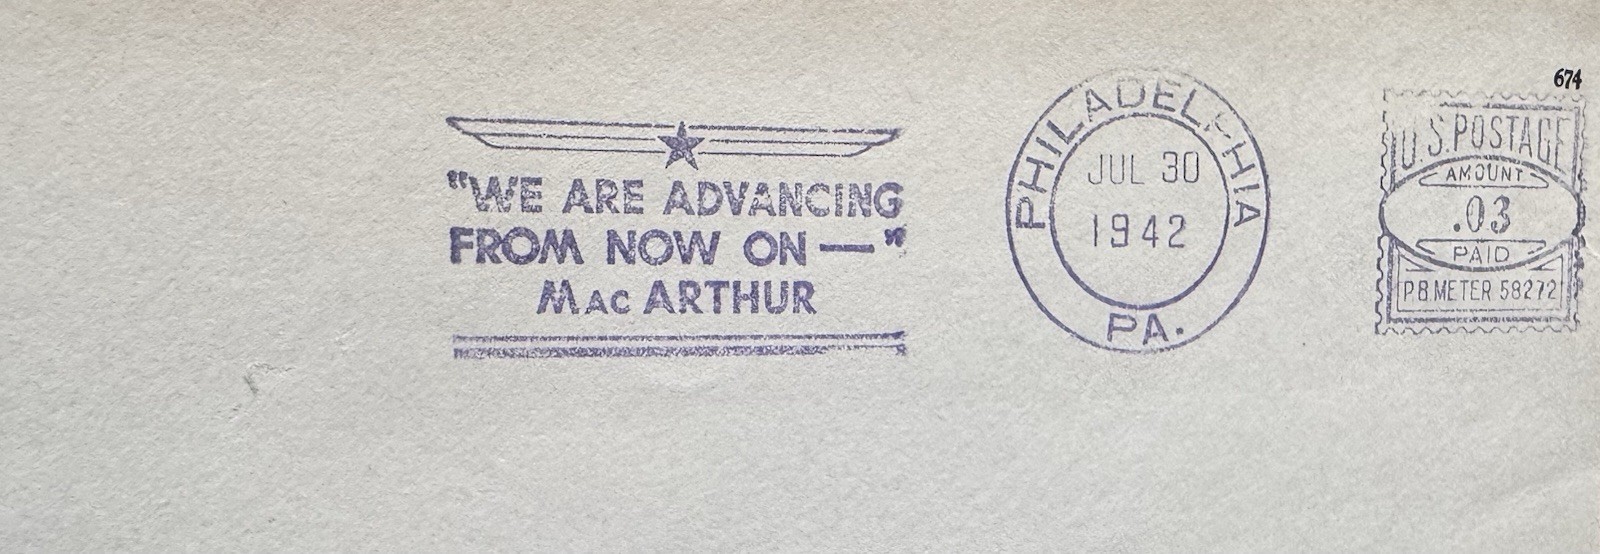 "WE ARE ADVANCING
FROM NOW ON —"
MAC ARTHUR
PHILADELPHIA
JUL 30
1942
PA.
674
U.S. POSTAGE
AMOUNT
.03
PAID
P.B. METER 58272